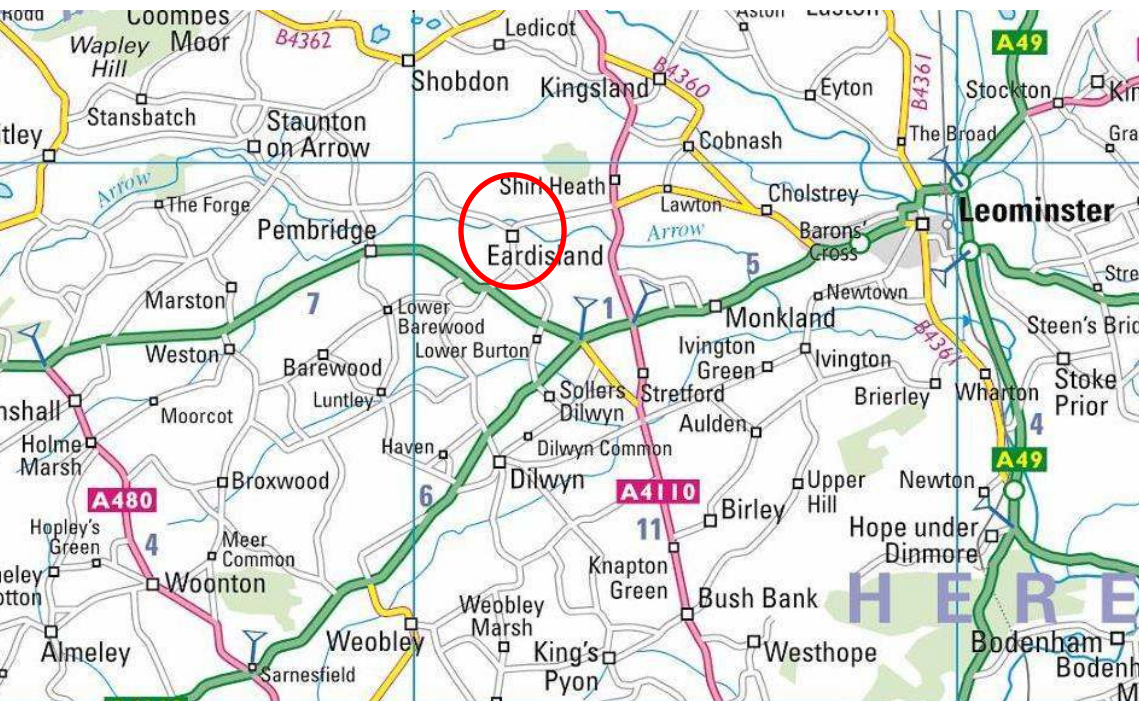 Coombes
Moor
Wapley
Hill
B4362
Ledicot
Shobdon
Kingsland
B4360
Eyton
B4361
A49
Stockton
Stansbatch
Staunton
on Arrow
Cobnash
The Broad
Arrow
The Forge
Shirl Heath
Lawton
Cholstrey
Leominster
Pembridge
Eardisland
Arrow
Barons'
Cross
5
Marston
7
Lower
Barewood
1
Monkland
Newtown
Weston
Barewood
Lower Burton
Ivington
Green
Ivington
B4361
Luntley
Sollers
Dilwyn
Stretford
Brierley
Wharton
Stoke
Prior
Moorcot
Holme
Marsh
Haven
Dilwyn Common
Aulden
4
A49
Broxwood
Dilwyn
A480
6
A4110
Upper
Hill
Newton
Birley
11
Hope under
Dinmore
Hopley's
Green
4
Meer
Common
Woonton
Knapton
Green
Weobley
Marsh
Bush Bank
HERE
Almeley
Weobley
King's
Pyon
Westhope
Bodenham
Sarnesfield